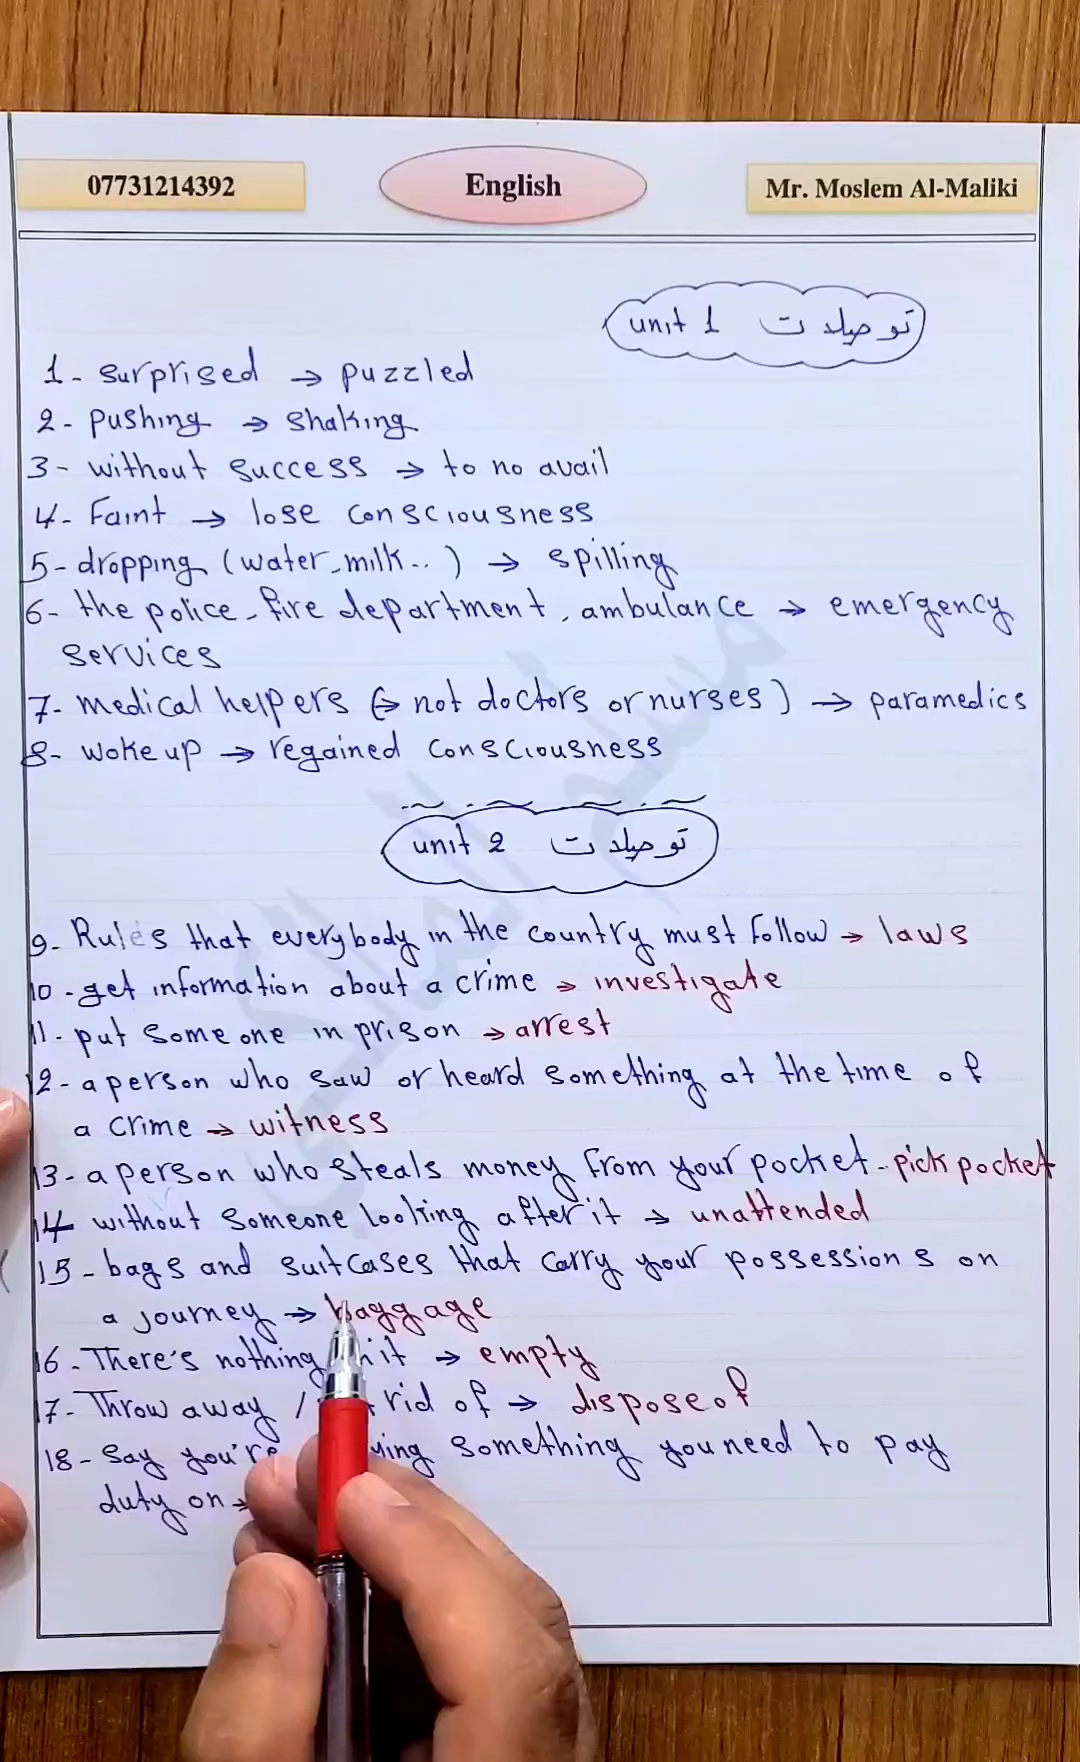 07731214392
English
Mr. Moslem Al-Maliki
unit 1 توصيلات
1- surprised → puzzled
2- pushing → shaking
3- without success → to no avail
4- Faint → lose consciousness
5- dropping (water-milk..) → spilling
6- the police-fire department, ambulance → emergency
services
7- medical helpers (→ not doctors or nurses) → paramedics
8- woke up → regained consciousness
unit 2 توصيلات
9- Rules that everybody in the country must follow → laws
10- get information about a crime → investigate
11- put someone in prison → arrest
12- a person who saw or heard something at the time of
a crime → witness
13- a person who steals money from your pocket - pick pocket
14 without someone looking after it → unattended
15- bags and suitcases that carry your possessions on
a journey → baggage
16- There's nothing in it → empty
17- Throw away / rid of → dispose of
18- say you're something you need to pay
duty on →